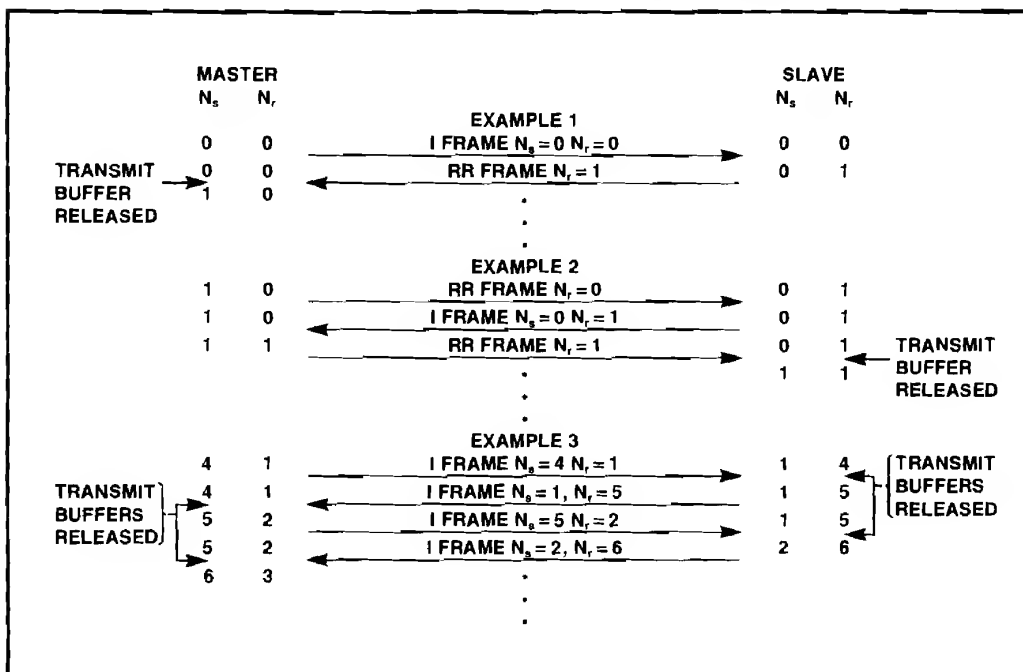 MASTER SLAVE
Nₛ Nᵣ Nₛ Nᵣ
EXAMPLE 1
0 0 I FRAME Nₛ = 0 Nᵣ = 0 0 0
TRANSMIT 0 0 RR FRAME Nᵣ = 1 0 1
BUFFER 1 0
RELEASED
EXAMPLE 2
1 0 RR FRAME Nᵣ = 0 0 1
1 0 I FRAME Nₛ = 0 Nᵣ = 1 0 1
1 1 RR FRAME Nᵣ = 1 0 1 TRANSMIT
1 1 BUFFER
RELEASED
EXAMPLE 3
4 1 I FRAME Nₛ = 4 Nᵣ = 1 1 4 TRANSMIT
TRANSMIT 4 1 I FRAME Nₛ = 1, Nᵣ = 5 1 5 BUFFERS
BUFFERS 5 2 I FRAME Nₛ = 5 Nᵣ = 2 1 5 RELEASED
RELEASED 5 2 I FRAME Nₛ = 2, Nᵣ = 6 2 6
6 3